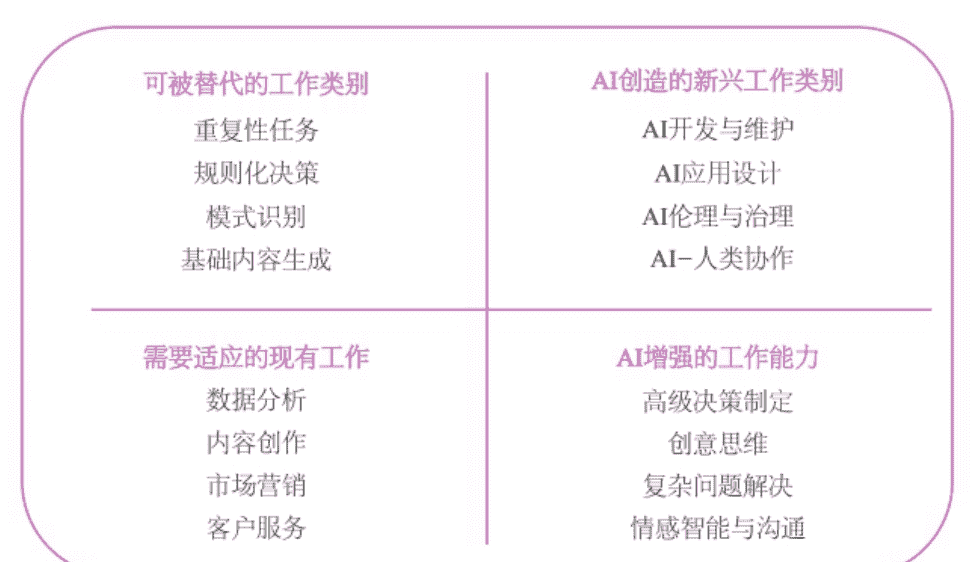 可被替代的工作类别
重复性任务
规则化决策
模式识别
基础内容生成
AI创造的新兴工作类别
AI开发与维护
AI应用设计
AI伦理与治理
AI-人类协作
需要适应的现有工作
数据分析
内容创作
市场营销
客户服务
AI增强的工作能力
高级决策制定
创意思维
复杂问题解决
情感智能与沟通